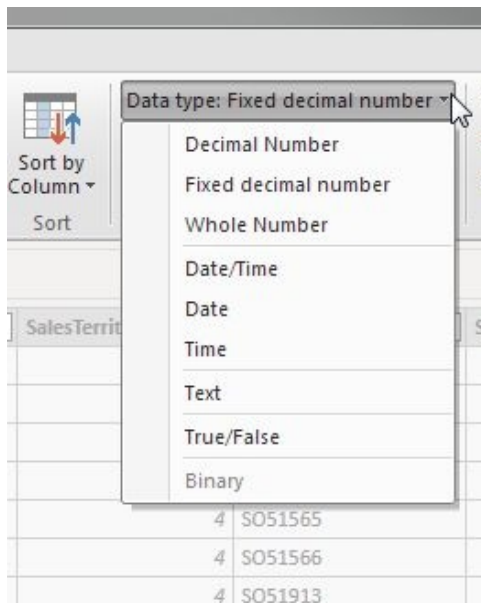 Data type: Fixed decimal number
Sort by
Column
Sort
Decimal Number
Fixed decimal number
Whole Number
Date/Time
Date
Time
Text
True/False
Binary
SalesTerrit
4 SO51565
4 SO51566
4 SO51913